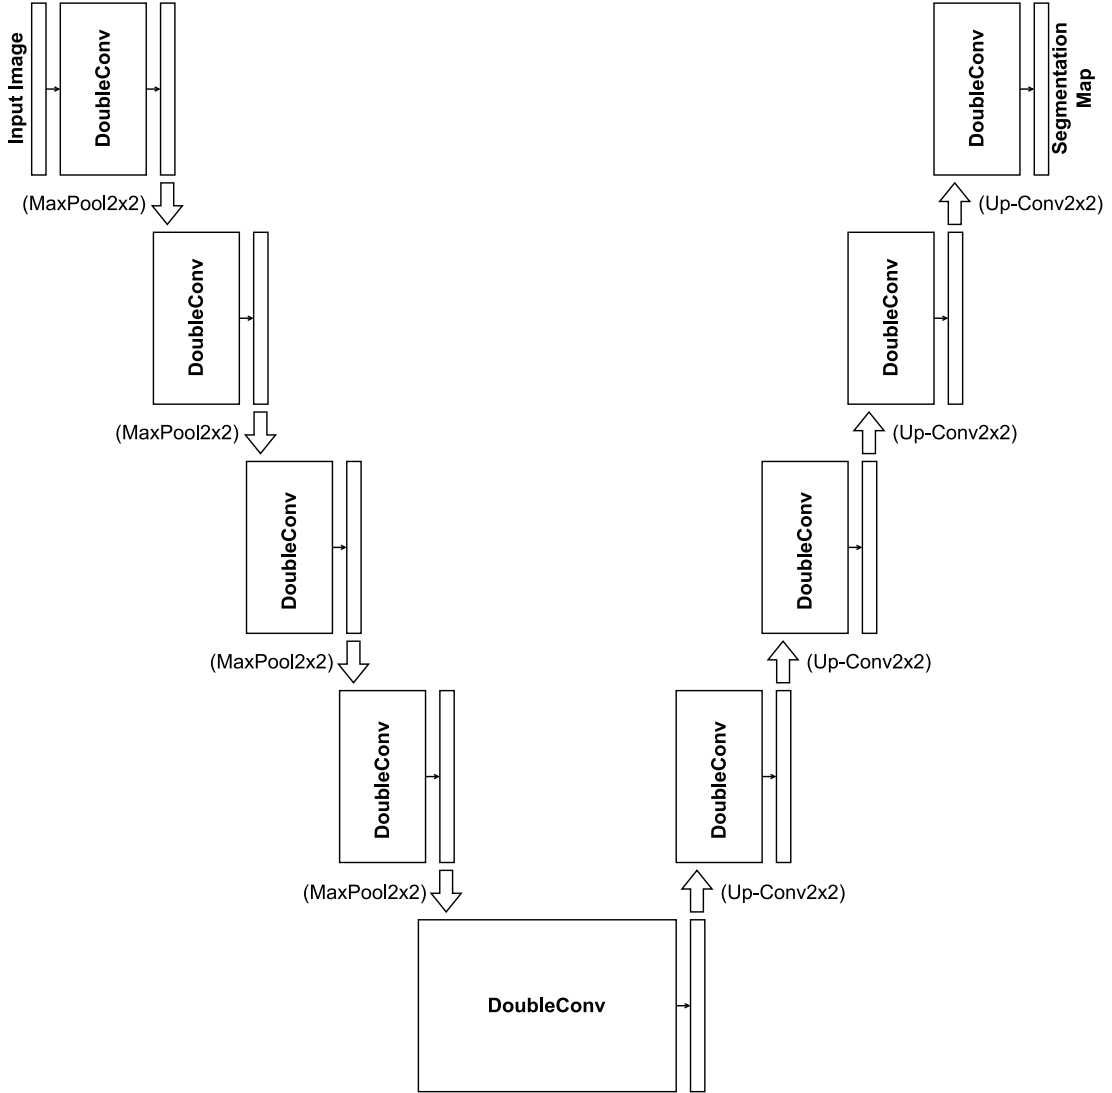 Input Image
DoubleConv
DoubleConv
Segmentation
Map
(MaxPool2x2)
(Up-Conv2x2)
DoubleConv
DoubleConv
(MaxPool2x2)
(Up-Conv2x2)
DoubleConv
DoubleConv
(MaxPool2x2)
(Up-Conv2x2)
DoubleConv
DoubleConv
(MaxPool2x2)
(Up-Conv2x2)
DoubleConv